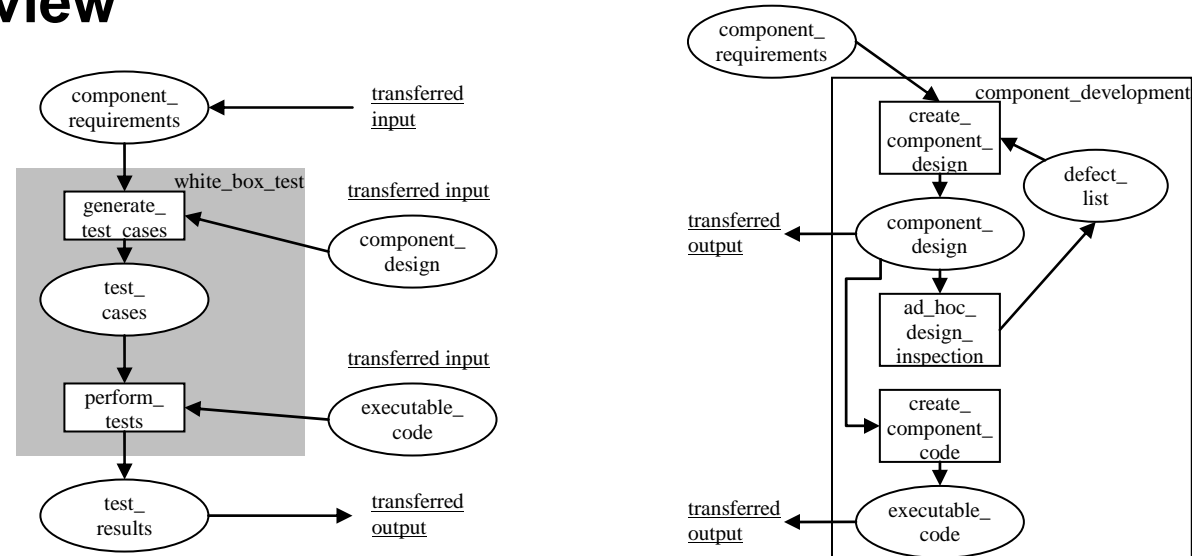 view
component_
requirements
transferred
input
white_box_test
generate_
test_cases
transferred input
component_
design
test_
cases
transferred input
perform_
tests
executable_
code
test_
results
transferred
output
component_
requirements
component_development
create_
component_
design
defect_
list
transferred
output
component_
design
ad_hoc_
design_
inspection
create_
component_
code
transferred
output
executable_
code